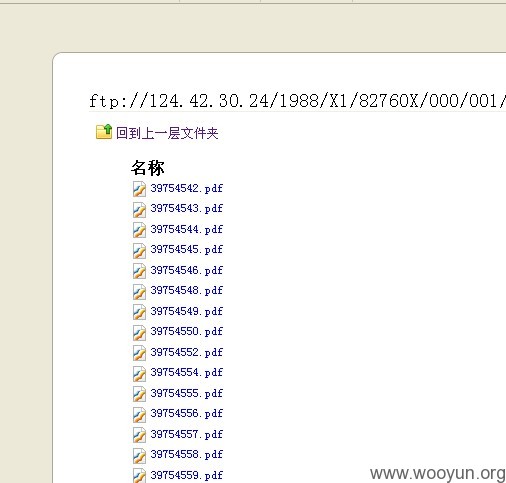 ftp://124.42.30.24/1988/X1/82760X/000/001/
回到上一层文件夹
名称
39754542.pdf
39754543.pdf
39754544.pdf
39754545.pdf
39754546.pdf
39754548.pdf
39754549.pdf
39754550.pdf
39754552.pdf
39754554.pdf
39754555.pdf
39754556.pdf
39754557.pdf
39754558.pdf
39754559.pdf
www.wooyun.org